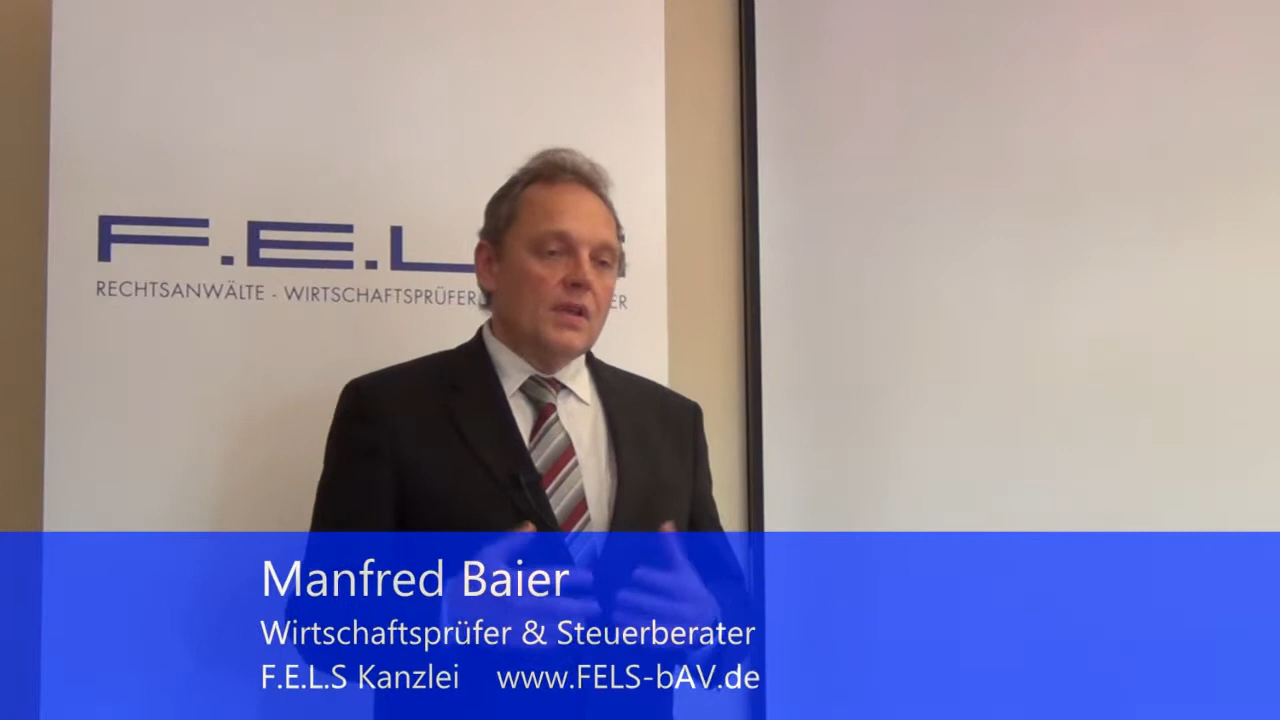 F.E.L
RECHTSANWÄLTE - WIRTSCHAFTSPRÜFER
Manfred Baier
Wirtschaftsprüfer & Steuerberater
F.E.L.S Kanzlei www.FELS-bAV.de